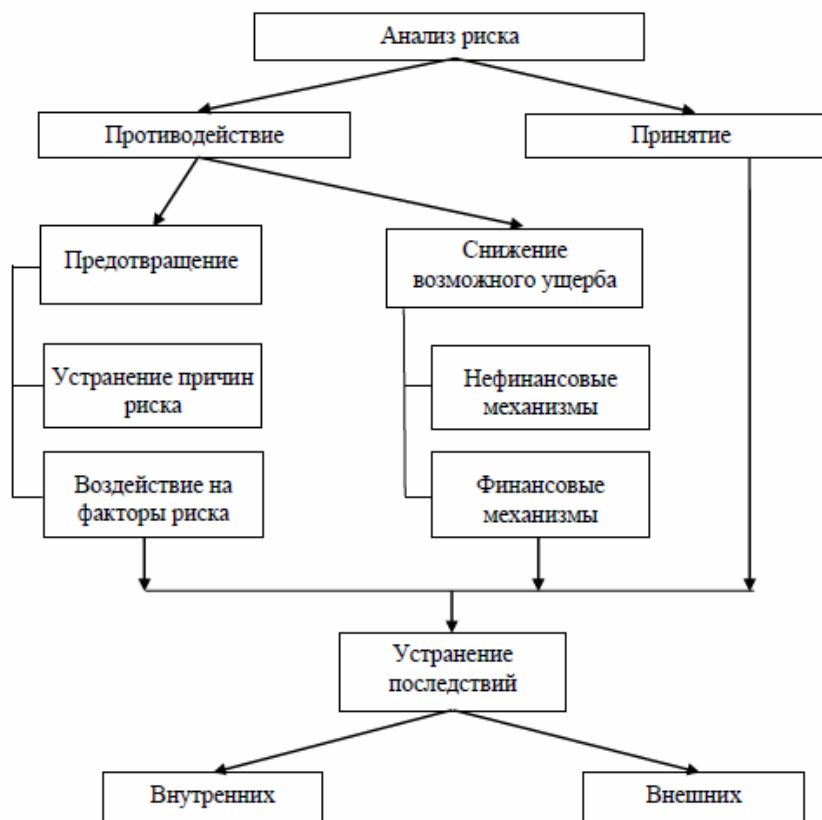 Анализ риска
Противодействие
Принятие
Предотвращение
Снижение
возможного ущерба
Устранение причин
риска
Нефинансовые
механизмы
Воздействие на
факторы риска
Финансовые
механизмы
Устранение
последствий
Внутренних
Внешних